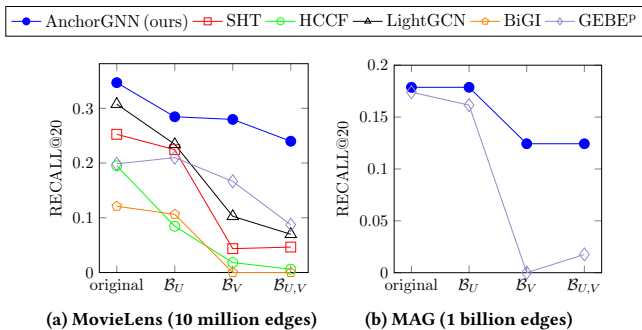 AnchorGNN (ours) SHT HCCF LightGCN BiGI GEBEᵖ
RECALL@20
0.3
0.2
0.1
0
original 𝓑U 𝓑V 𝓑U,V
(a) MovieLens (10 million edges)
RECALL@20
0.2
0.15
0.1
0.05
0
original 𝓑U 𝓑V 𝓑U,V
(b) MAG (1 billion edges)